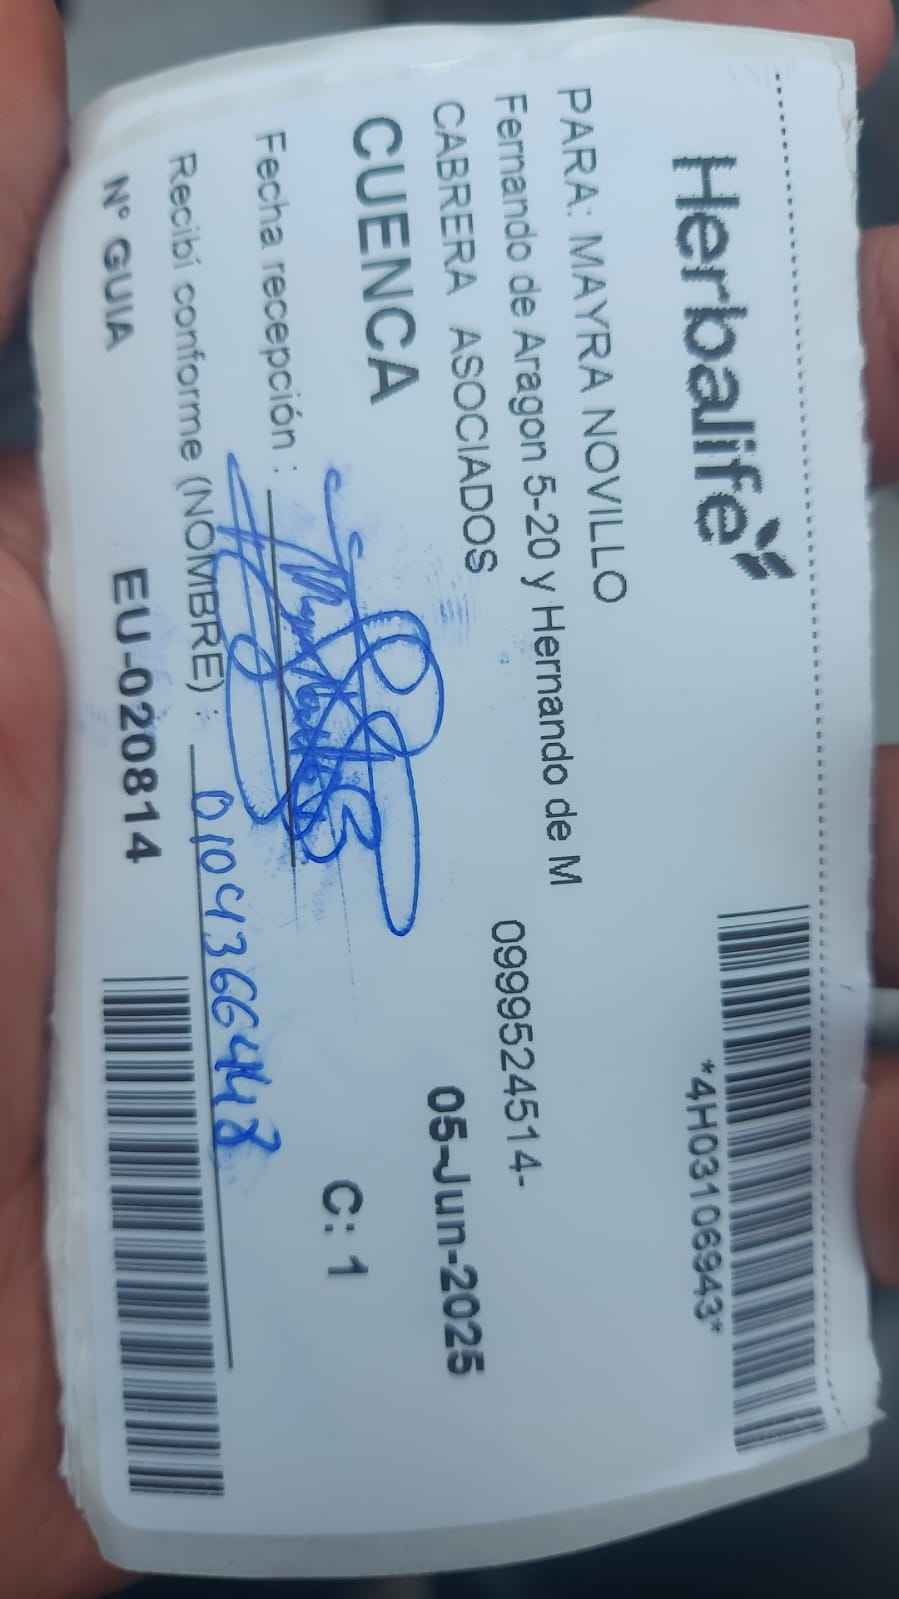 Herbalife
*4H03106943*
PARA: MAYRA NOVILLO
Fernando de Aragon 5-20 y Hernando de M
0999524514-
CABRERA ASOCIADOS
05-Jun-2025
CUENCA
C: 1
Fecha recepción :
Recibí conforme (NOMBRE) : 0104366448
N° GUIA EU-020814